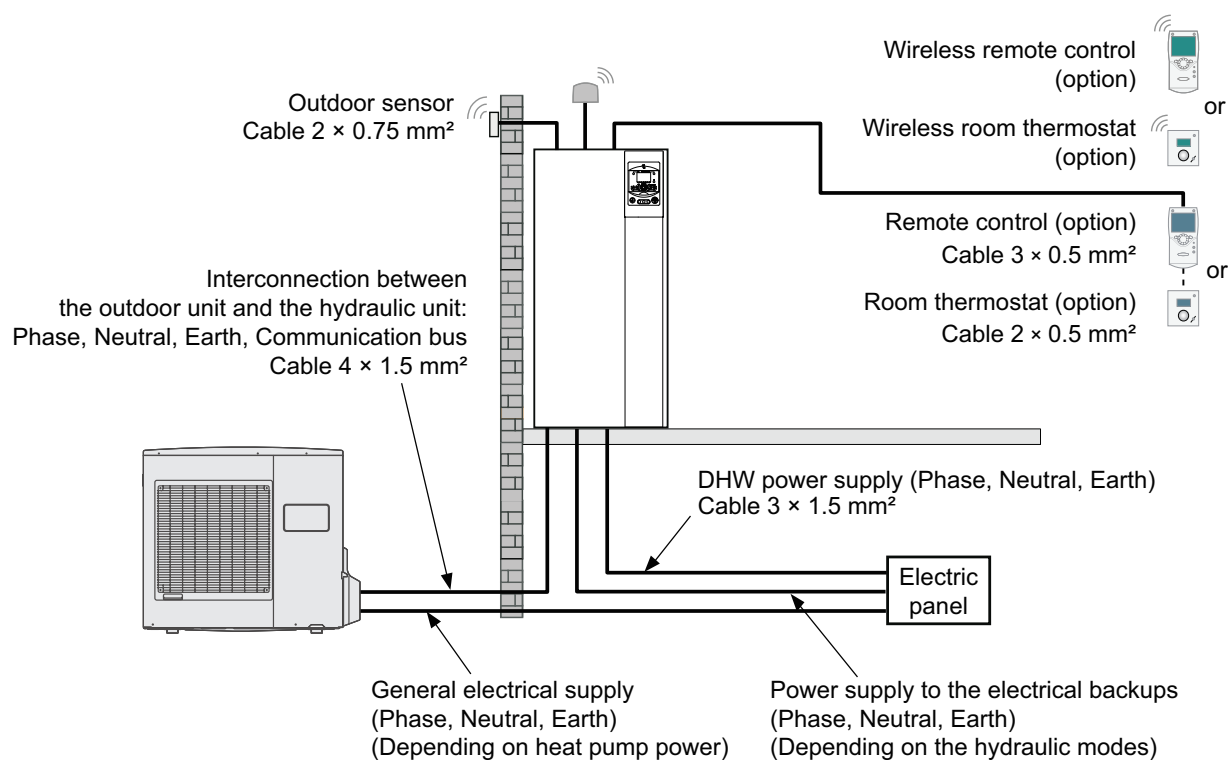 Wireless remote control
(option)
or
Wireless room thermostat
(option)
Outdoor sensor
Cable 2 × 0.75 mm²
Remote control (option)
Cable 3 × 0.5 mm²
or
Room thermostat (option)
Cable 2 × 0.5 mm²
Interconnection between
the outdoor unit and the hydraulic unit:
Phase, Neutral, Earth, Communication bus
Cable 4 × 1.5 mm²
DHW power supply (Phase, Neutral, Earth)
Cable 3 × 1.5 mm²
Electric
panel
General electrical supply
(Phase, Neutral, Earth)
(Depending on heat pump power)
Power supply to the electrical backups
(Phase, Neutral, Earth)
(Depending on the hydraulic modes)